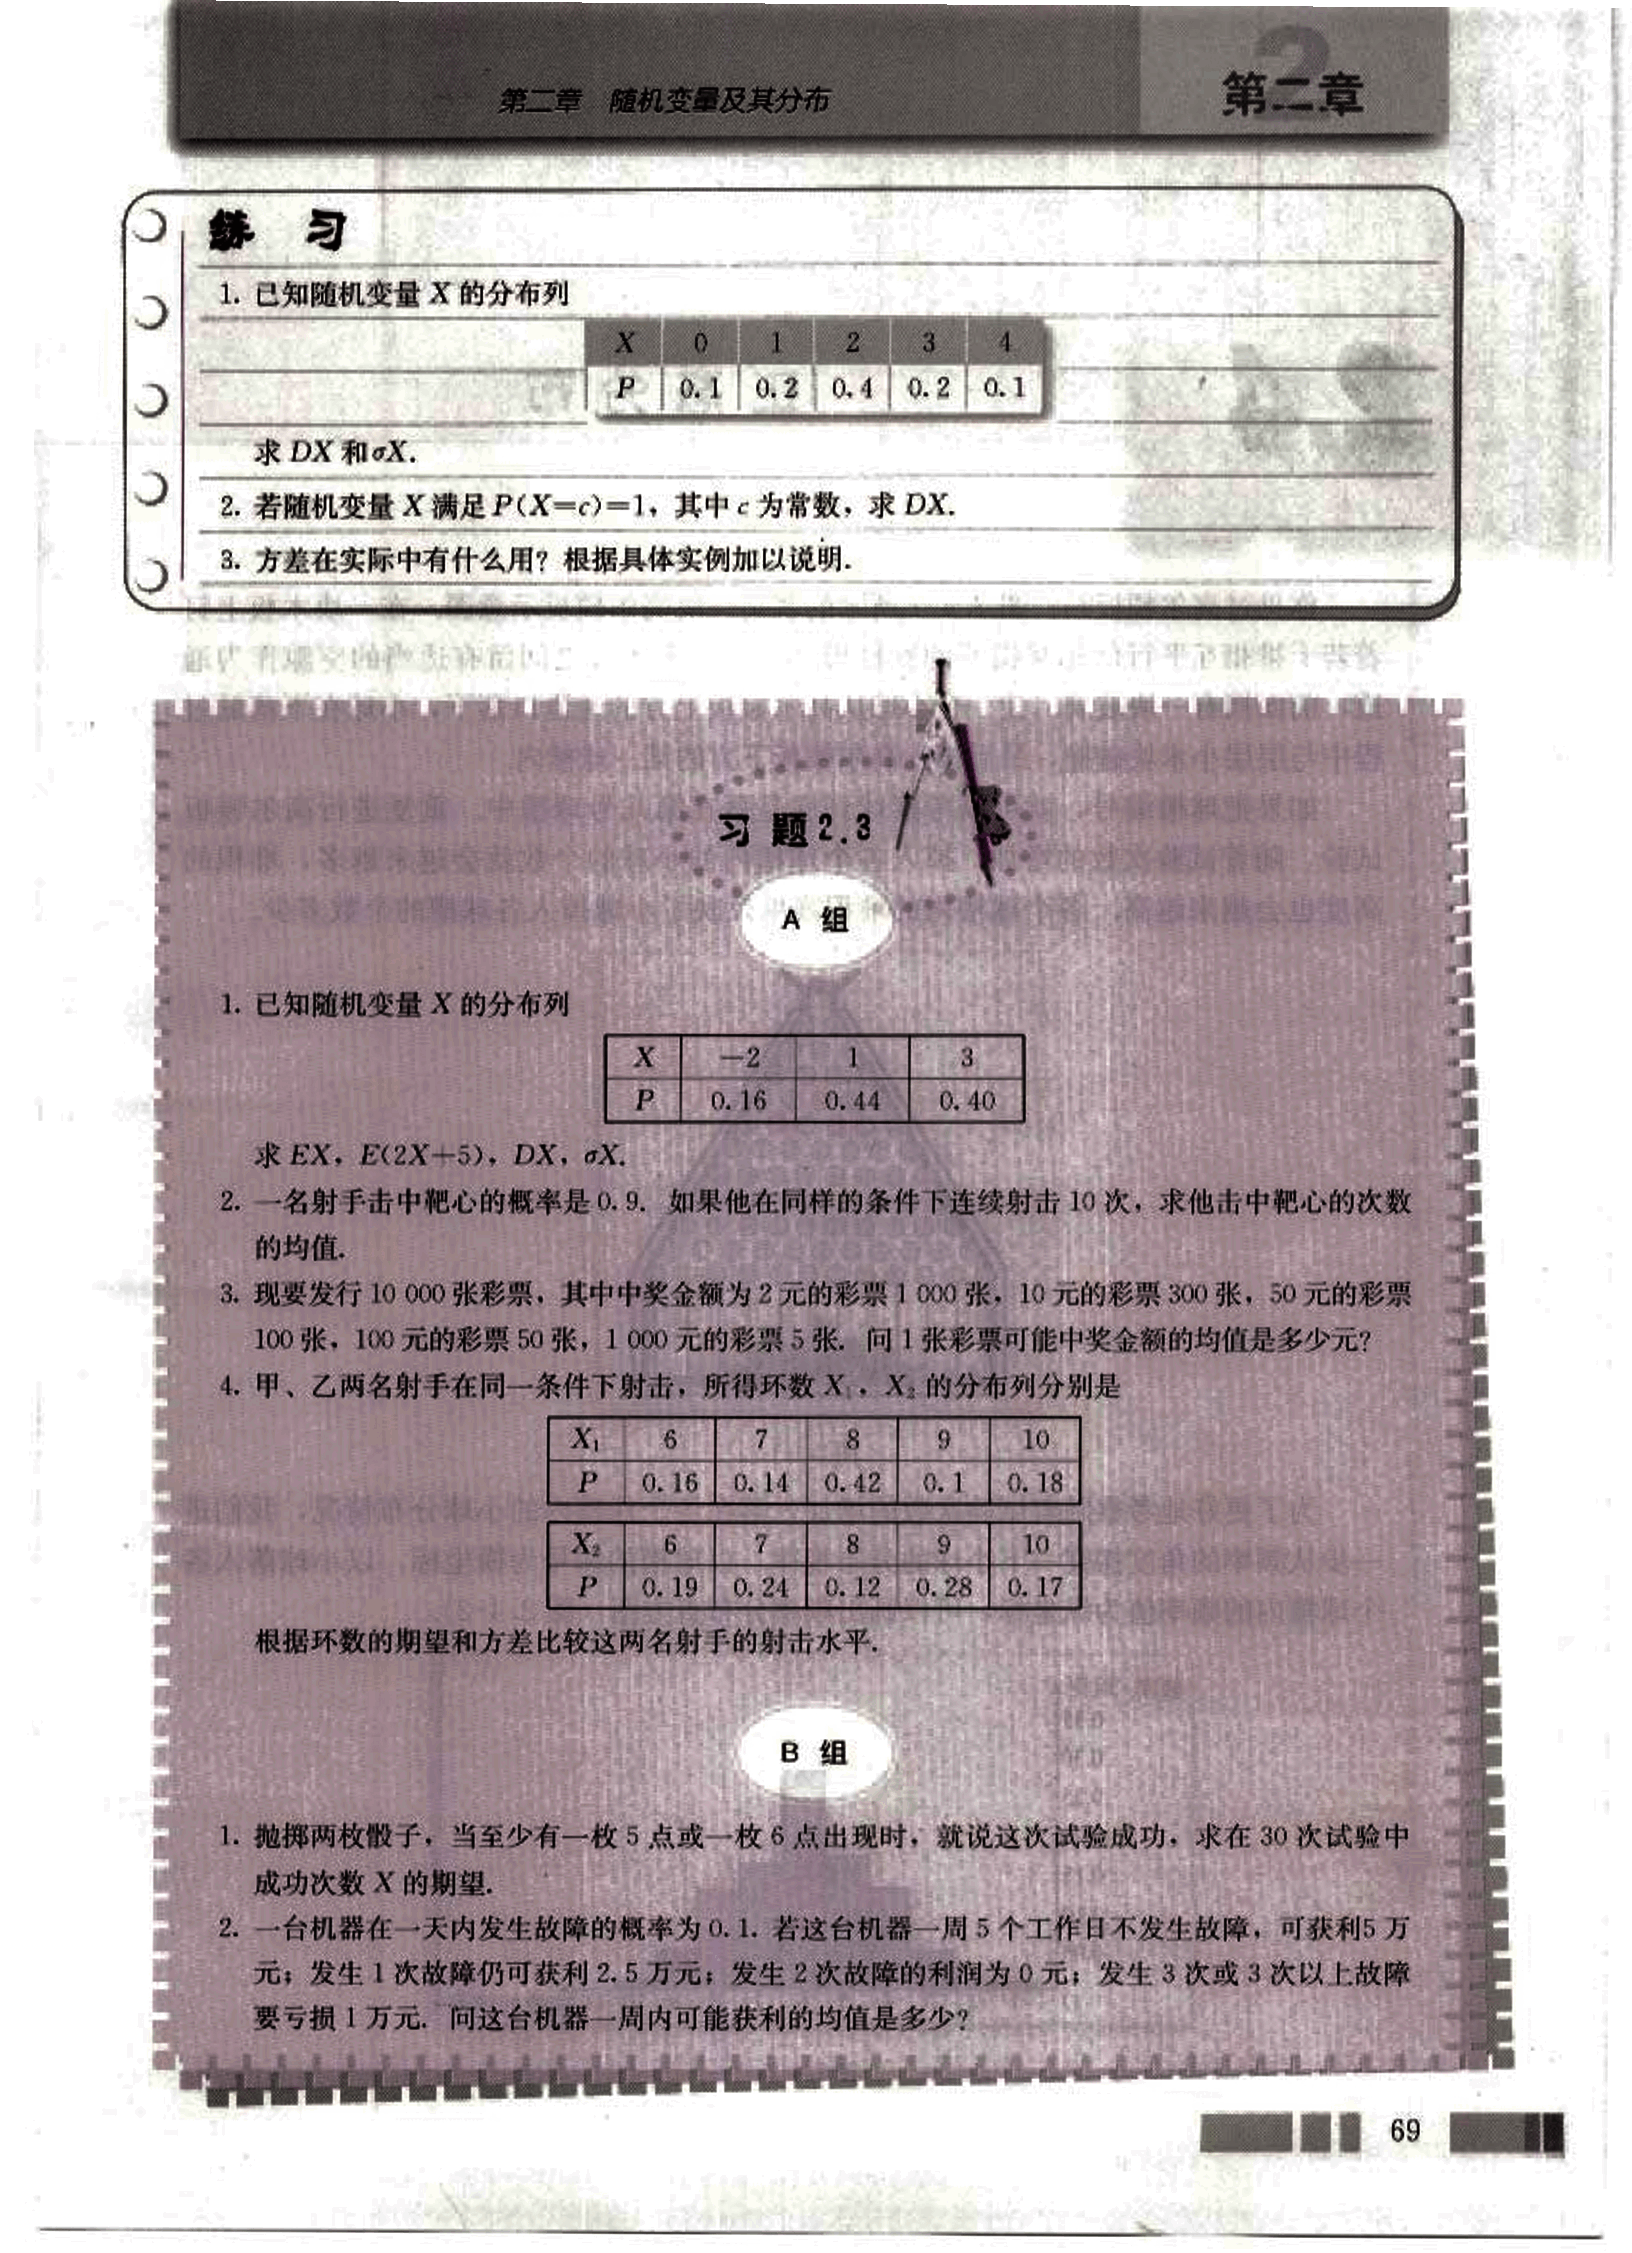 第二章 随机变量及其分布
第二章
练 习
1. 已知随机变量 X 的分布列
X 0 1 2 3 4
P 0.1 0.2 0.4 0.2 0.1
求 DX 和σX.
2. 若随机变量 X 满足 P(X=c)=1，其中 c 为常数，求 DX.
3. 方差在实际中有什么用？根据具体实例加以说明.
习 题2.3
A 组
1. 已知随机变量 X 的分布列
X −2 1 3
P 0.16 0.44 0.40
求 EX，E(2X+5)，DX，σX.
2. 一名射手击中靶心的概率是 0.9. 如果他在同样的条件下连续射击 10 次，求他击中靶心的次数
的均值.
3. 现要发行 10 000 张彩票，其中中奖金额为 2 元的彩票 1 000 张，10 元的彩票 300 张，50 元的彩票
100 张，100 元的彩票 50 张，1 000 元的彩票 5 张. 问 1 张彩票可能中奖金额的均值是多少元？
4. 甲、乙两名射手在同一条件下射击，所得环数 X₁，X₂ 的分布列分别是
X₁ 6 7 8 9 10
P 0.16 0.14 0.42 0.1 0.18
X₂ 6 7 8 9 10
P 0.19 0.24 0.12 0.28 0.17
根据环数的期望和方差比较这两名射手的射击水平.
B 组
1. 抛掷两枚骰子，当至少有一枚 5 点或一枚 6 点出现时，就说这次试验成功，求在 30 次试验中
成功次数 X 的期望.
2. 一台机器在一天内发生故障的概率为 0.1. 若这台机器一周 5 个工作日不发生故障，可获利5 万
元；发生 1 次故障仍可获利 2.5 万元；发生 2 次故障的利润为 0 元；发生 3 次或 3 次以上故障
要亏损 1 万元. 问这台机器一周内可能获利的均值是多少？
69